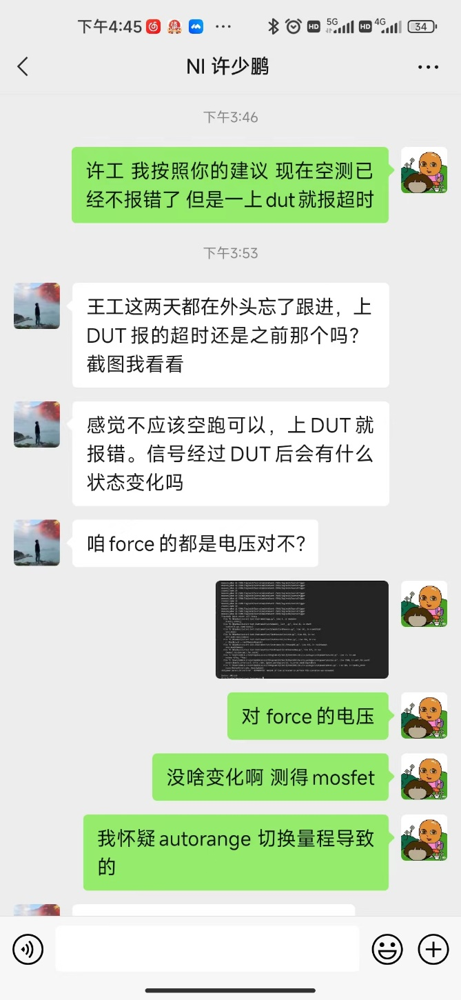 下午4:45
HD 5G HD 4G 34
NI 许少鹏
下午3:46
许工 我按照你的建议 现在空测已
经不报错了 但是一上dut就报超时
下午3:53
王工这两天都在外头忘了跟进，上
DUT 报的超时还是之前那个吗？
截图我看看
感觉不应该空跑可以，上 DUT 就
报错。信号经过 DUT 后会有什么
状态变化吗
咱 force 的都是电压对不？
对 force 的电压
没啥变化啊 测得mosfet
我怀疑 autorange 切换量程导致
的